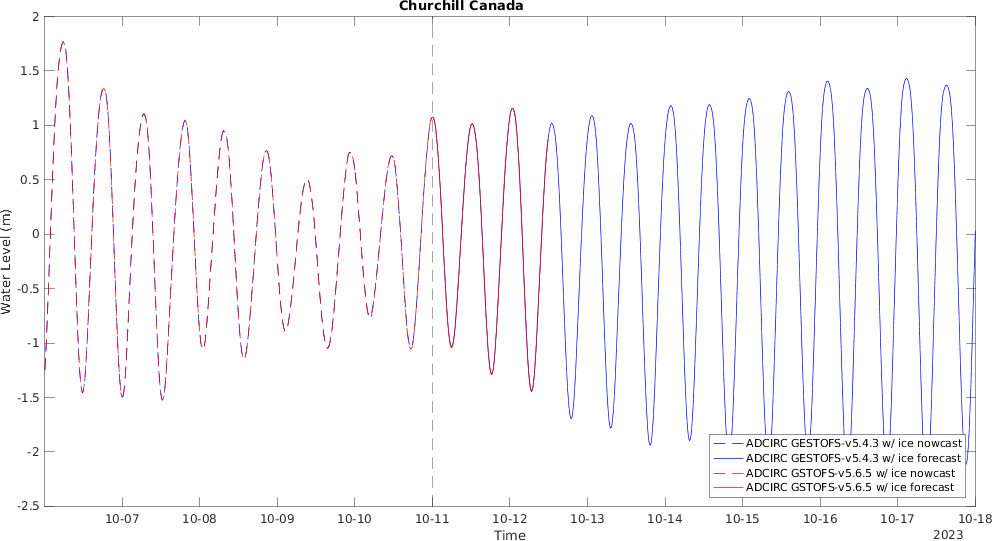 Churchill Canada
2
1.5
1
0.5
0
-0.5
-1
-1.5
-2
-2.5
Water Level (m)
ADCIRC GESTOFS-v5.4.3 w/ ice nowcast
ADCIRC GESTOFS-v5.4.3 w/ ice forecast
ADCIRC GSTOFS-v5.6.5 w/ ice nowcast
ADCIRC GSTOFS-v5.6.5 w/ ice forecast
10-07 10-08 10-09 10-10 10-11 10-12 10-13 10-14 10-15 10-16 10-17 10-18
Time
2023